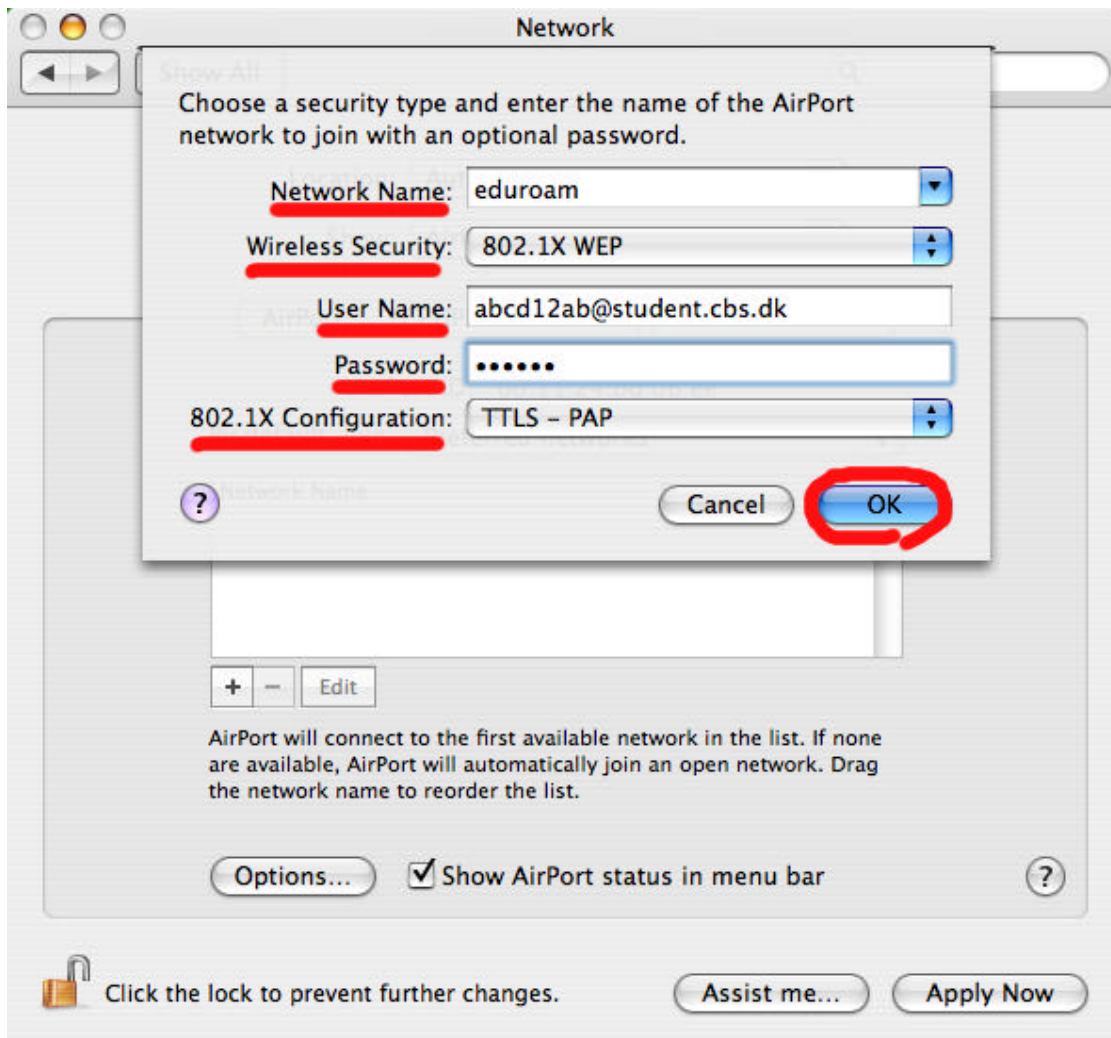 Network
Show All
Choose a security type and enter the name of the AirPort
network to join with an optional password.
Network Name: eduroam
Wireless Security: 802.1X WEP
User Name: abcd12ab@student.cbs.dk
Password: ••••••
802.1X Configuration: TTLS – PAP
Network Name
? Cancel OK
+ – Edit
AirPort will connect to the first available network in the list. If none
are available, AirPort will automatically join an open network. Drag
the network name to reorder the list.
Options... Show AirPort status in menu bar ?
Click the lock to prevent further changes. Assist me... Apply Now